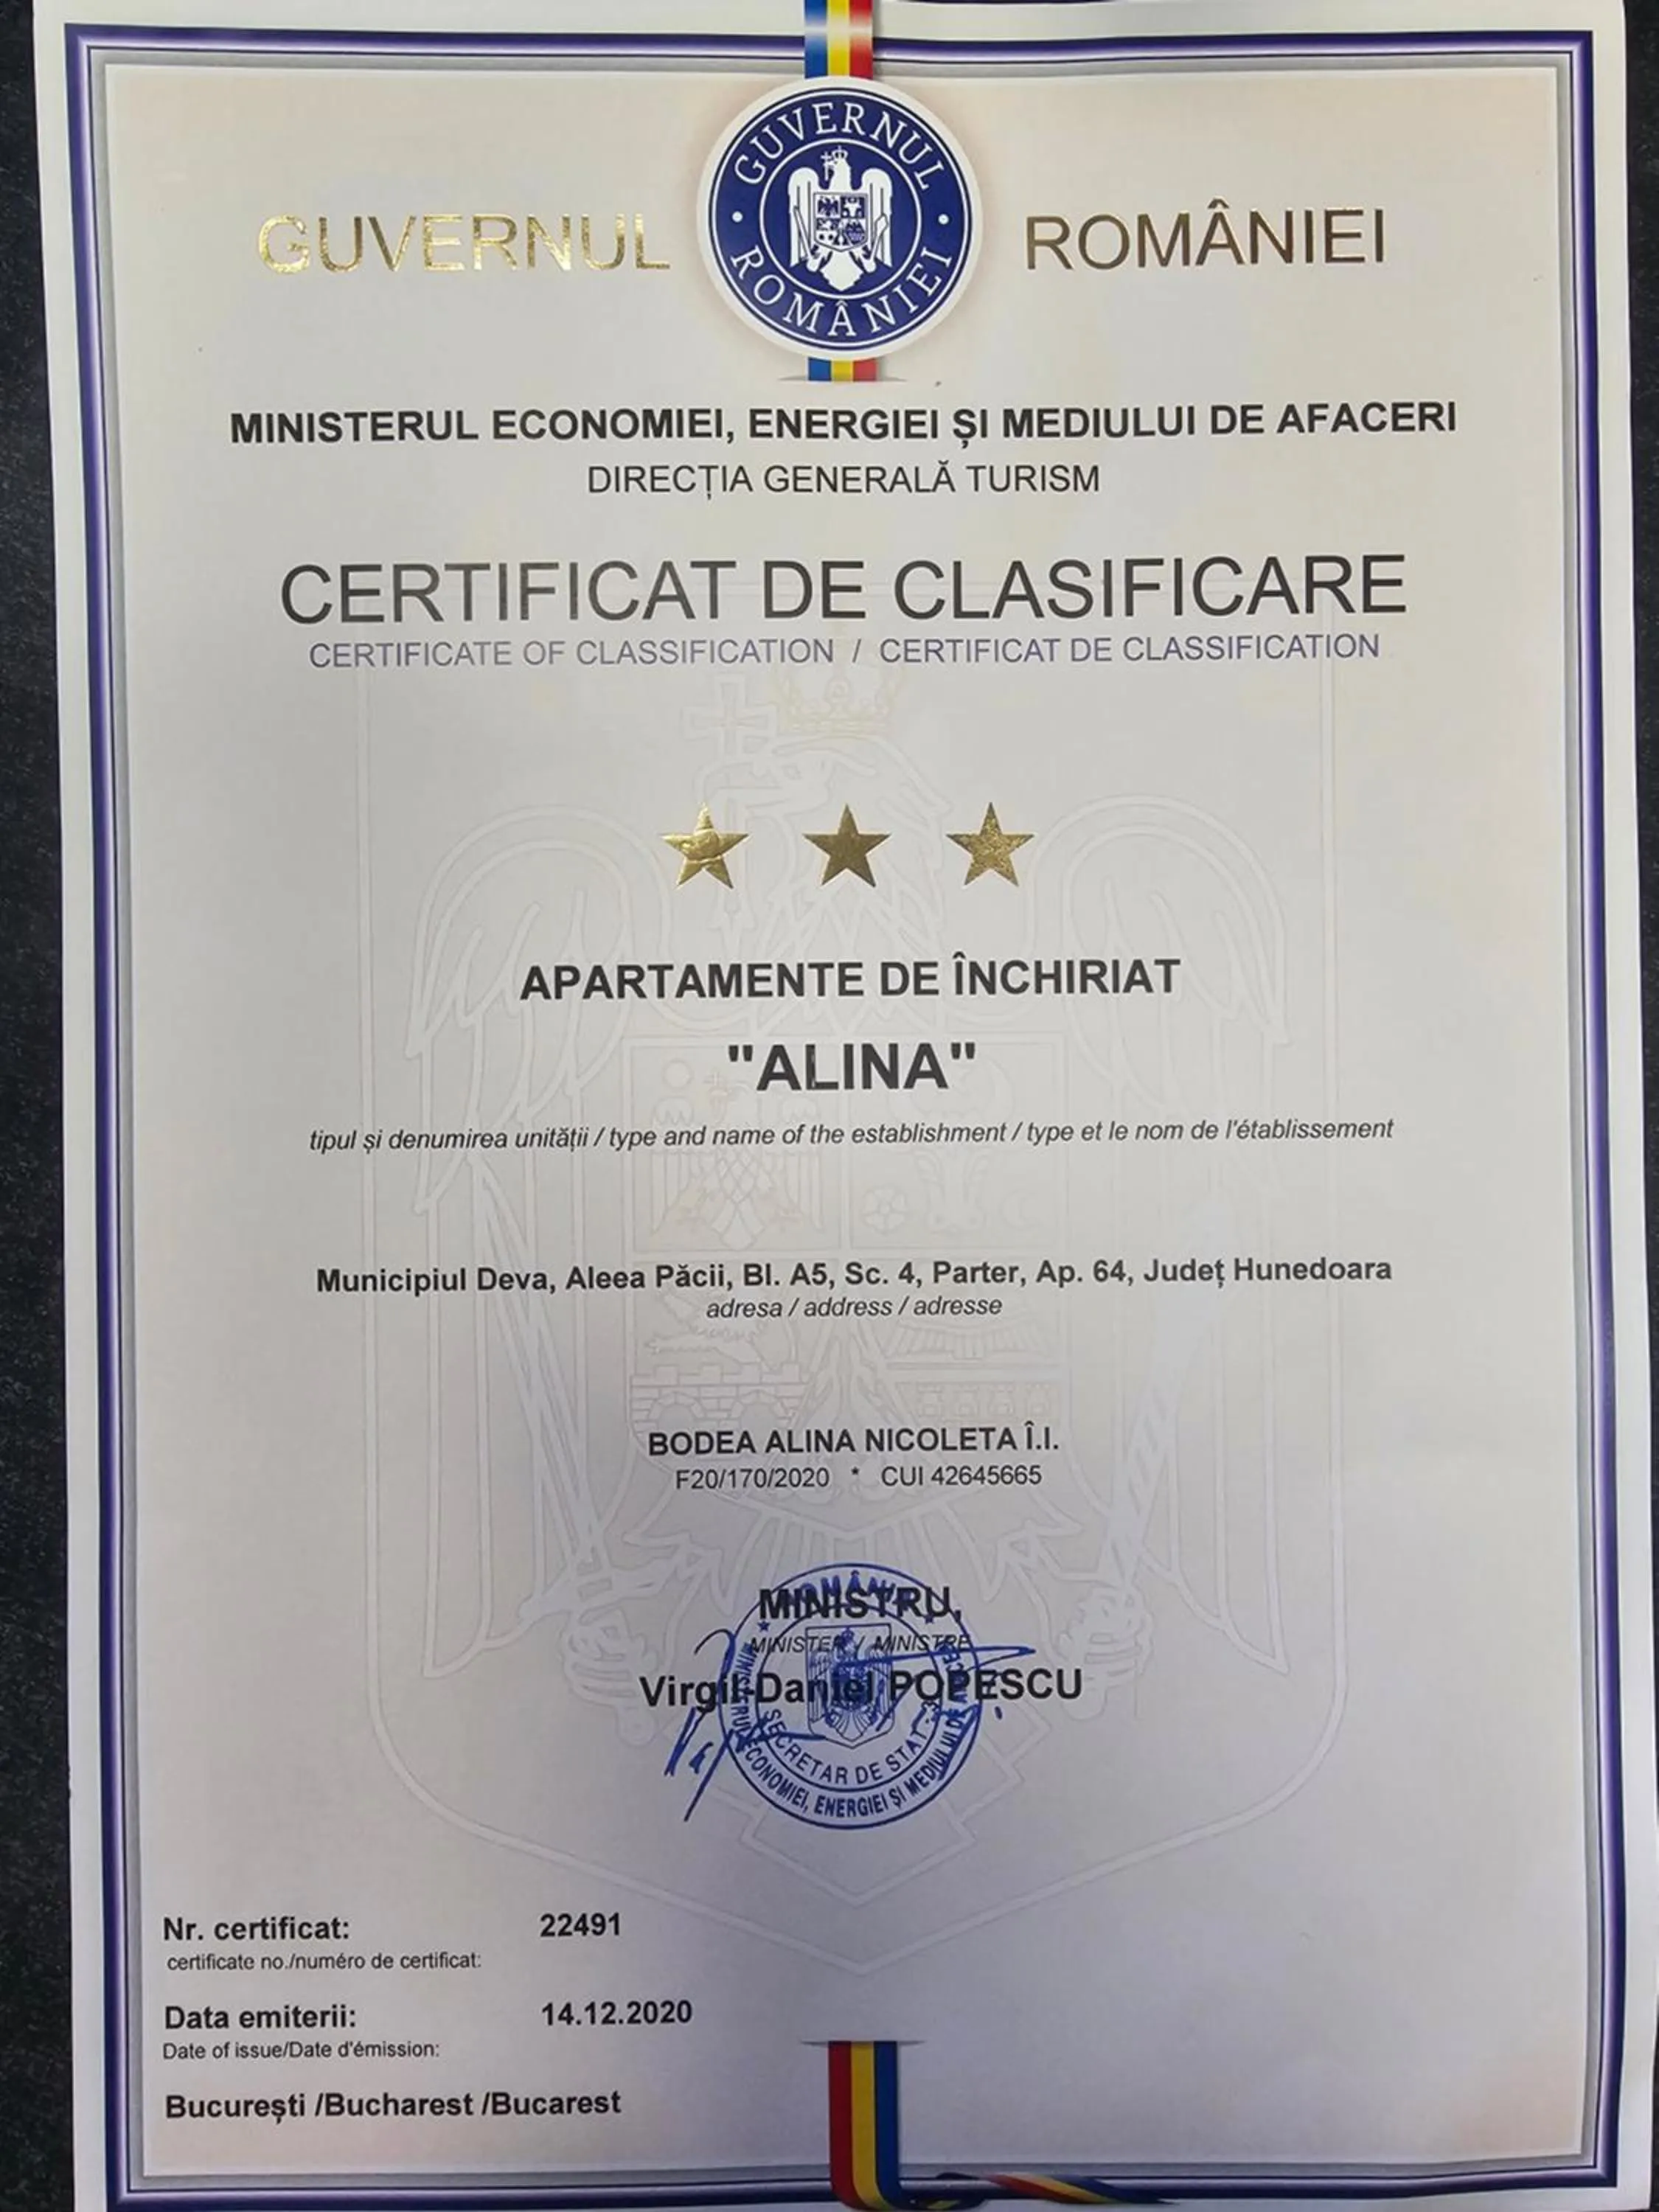 GUVERNUL ROMÂNIEI
GUVERNUL ROMÂNIEI
MINISTERUL ECONOMIEI, ENERGIEI ȘI MEDIULUI DE AFACERI
DIRECȚIA GENERALĂ TURISM
CERTIFICAT DE CLASIFICARE
CERTIFICATE OF CLASSIFICATION / CERTIFICAT DE CLASSIFICATION
APARTAMENTE DE ÎNCHIRIAT
"ALINA"
tipul și denumirea unității / type and name of the establishment / type et le nom de l'établissement
Municipiul Deva, Aleea Păcii, Bl. A5, Sc. 4, Parter, Ap. 64, Județ Hunedoara
adresa / address / adresse
BODEA ALINA NICOLETA Î.I.
F20/170/2020 * CUI 42645665
MINISTRU,
MINISTER / MINISTRE
Virgil-Daniel POPESCU
SECRETAR DE STAT
MINISTERUL ECONOMIEI, ENERGIEI ȘI MEDIULUI DE
Nr. certificat: 22491
certificate no./numéro de certificat:
Data emiterii: 14.12.2020
Date of issue/Date d'émission:
București /Bucharest /Bucarest